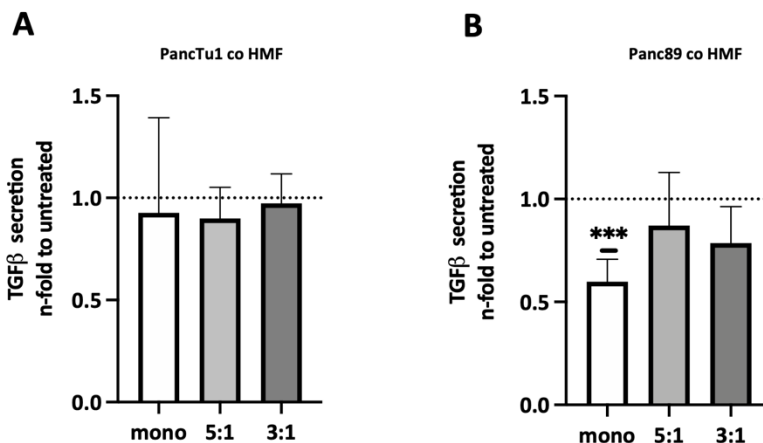 A
PancTu1 co HMF
TGFβ secretion
n-fold to untreated
1.5
1.0
0.5
0.0
mono 5:1 3:1
B
Panc89 co HMF
TGFβ secretion
n-fold to untreated
1.5
1.0
0.5
0.0
***
mono 5:1 3:1